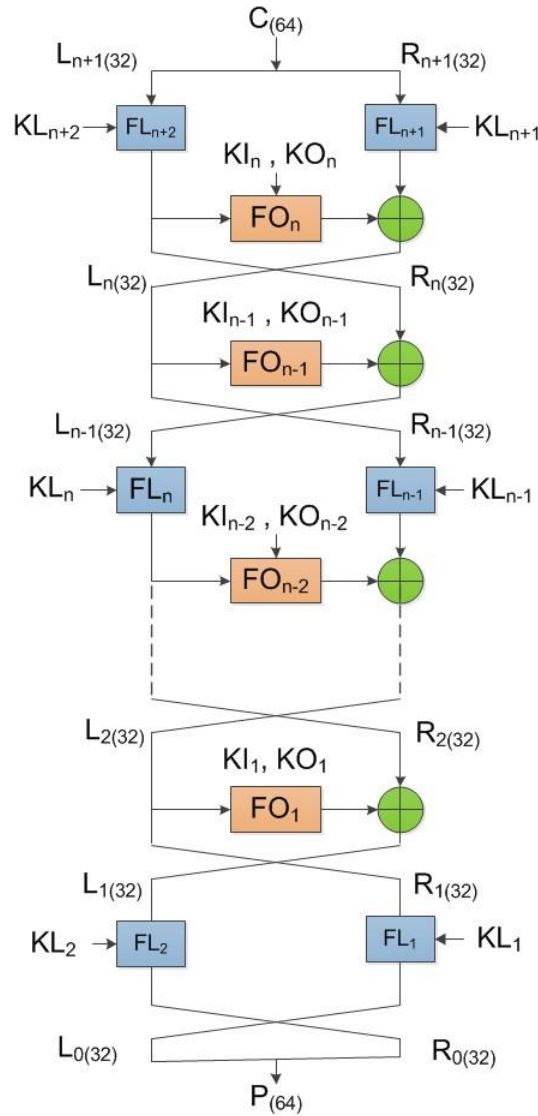 C(64)
Ln+1(32) Rn+1(32)
KLn+2 FLn+2 FLn+1 KLn+1
KIn , KOn
FOn
Ln(32) Rn(32)
KIn-1 , KOn-1
FOn-1
Ln-1(32) Rn-1(32)
KLn FLn FLn-1 KLn-1
KIn-2 , KOn-2
FOn-2
L2(32) R2(32)
KI1, KO1
FO1
L1(32) R1(32)
KL2 FL2 FL1 KL1
L0(32) R0(32)
P(64)